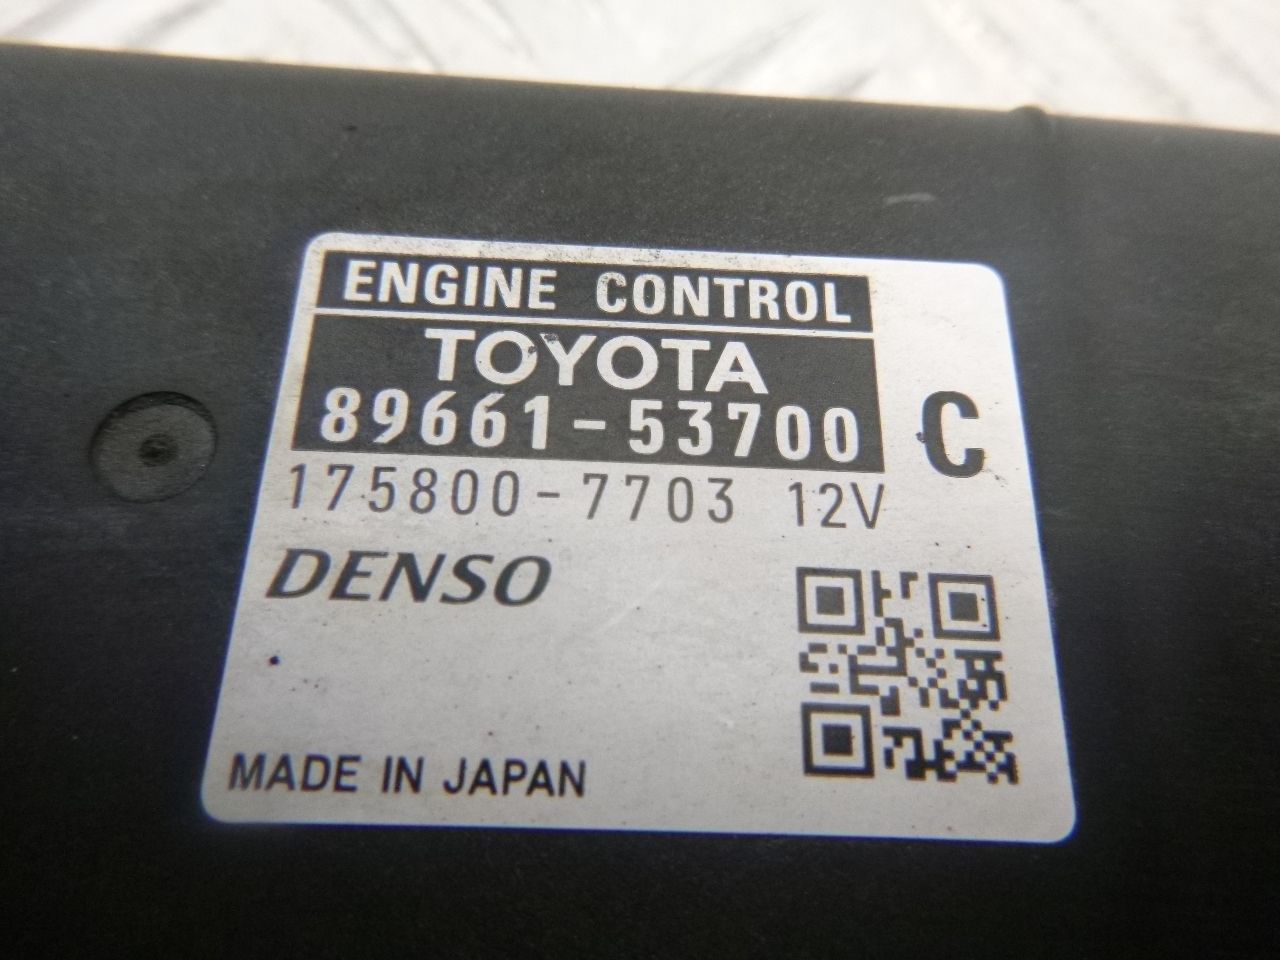 ENGINE CONTROL
TOYOTA
89661-53700
C
175800-7703 12V
DENSO
MADE IN JAPAN